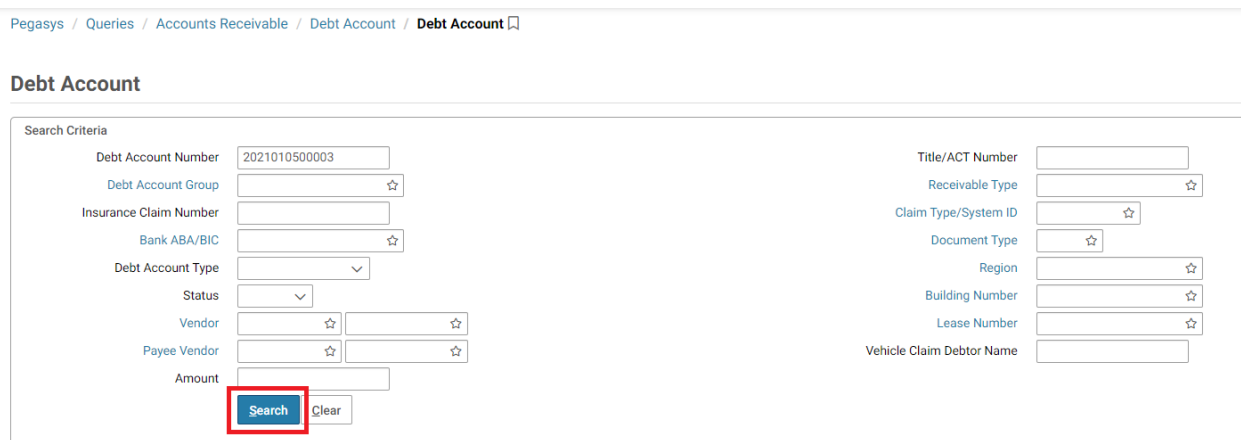 Pegasys / Queries / Accounts Receivable / Debt Account / Debt Account
Debt Account
Search Criteria
Debt Account Number 2021010500003 Title/ACT Number
Debt Account Group Receivable Type
Insurance Claim Number Claim Type/System ID
Bank ABA/BIC Document Type
Debt Account Type Region
Status Building Number
Vendor Lease Number
Payee Vendor Vehicle Claim Debtor Name
Amount
Search Clear